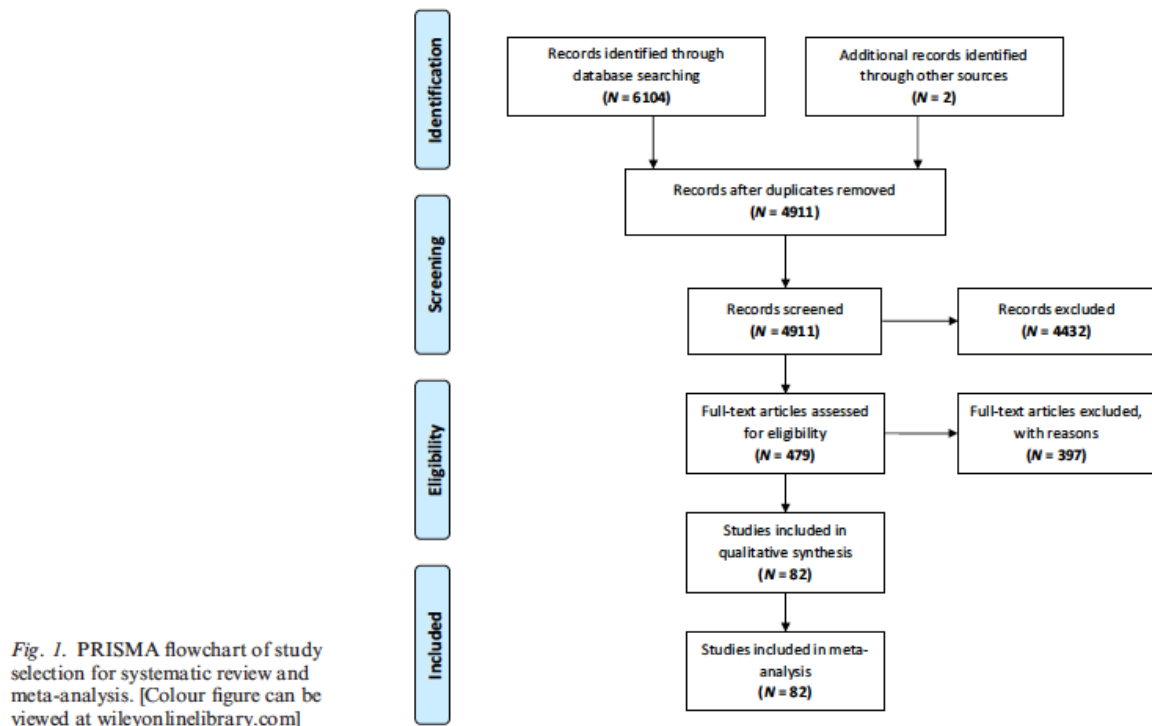 Identification
Records identified through
database searching
(N = 6104)
Additional records identified
through other sources
(N = 2)
Records after duplicates removed
(N = 4911)
Screening
Records screened
(N = 4911)
Records excluded
(N = 4432)
Eligibility
Full-text articles assessed
for eligibility
(N = 479)
Full-text articles excluded,
with reasons
(N = 397)
Studies included in
qualitative synthesis
(N = 82)
Included
Studies included in meta-
analysis
(N = 82)
Fig. 1. PRISMA flowchart of study
selection for systematic review and
meta-analysis. [Colour figure can be
viewed at wileyonlinelibrary.com]